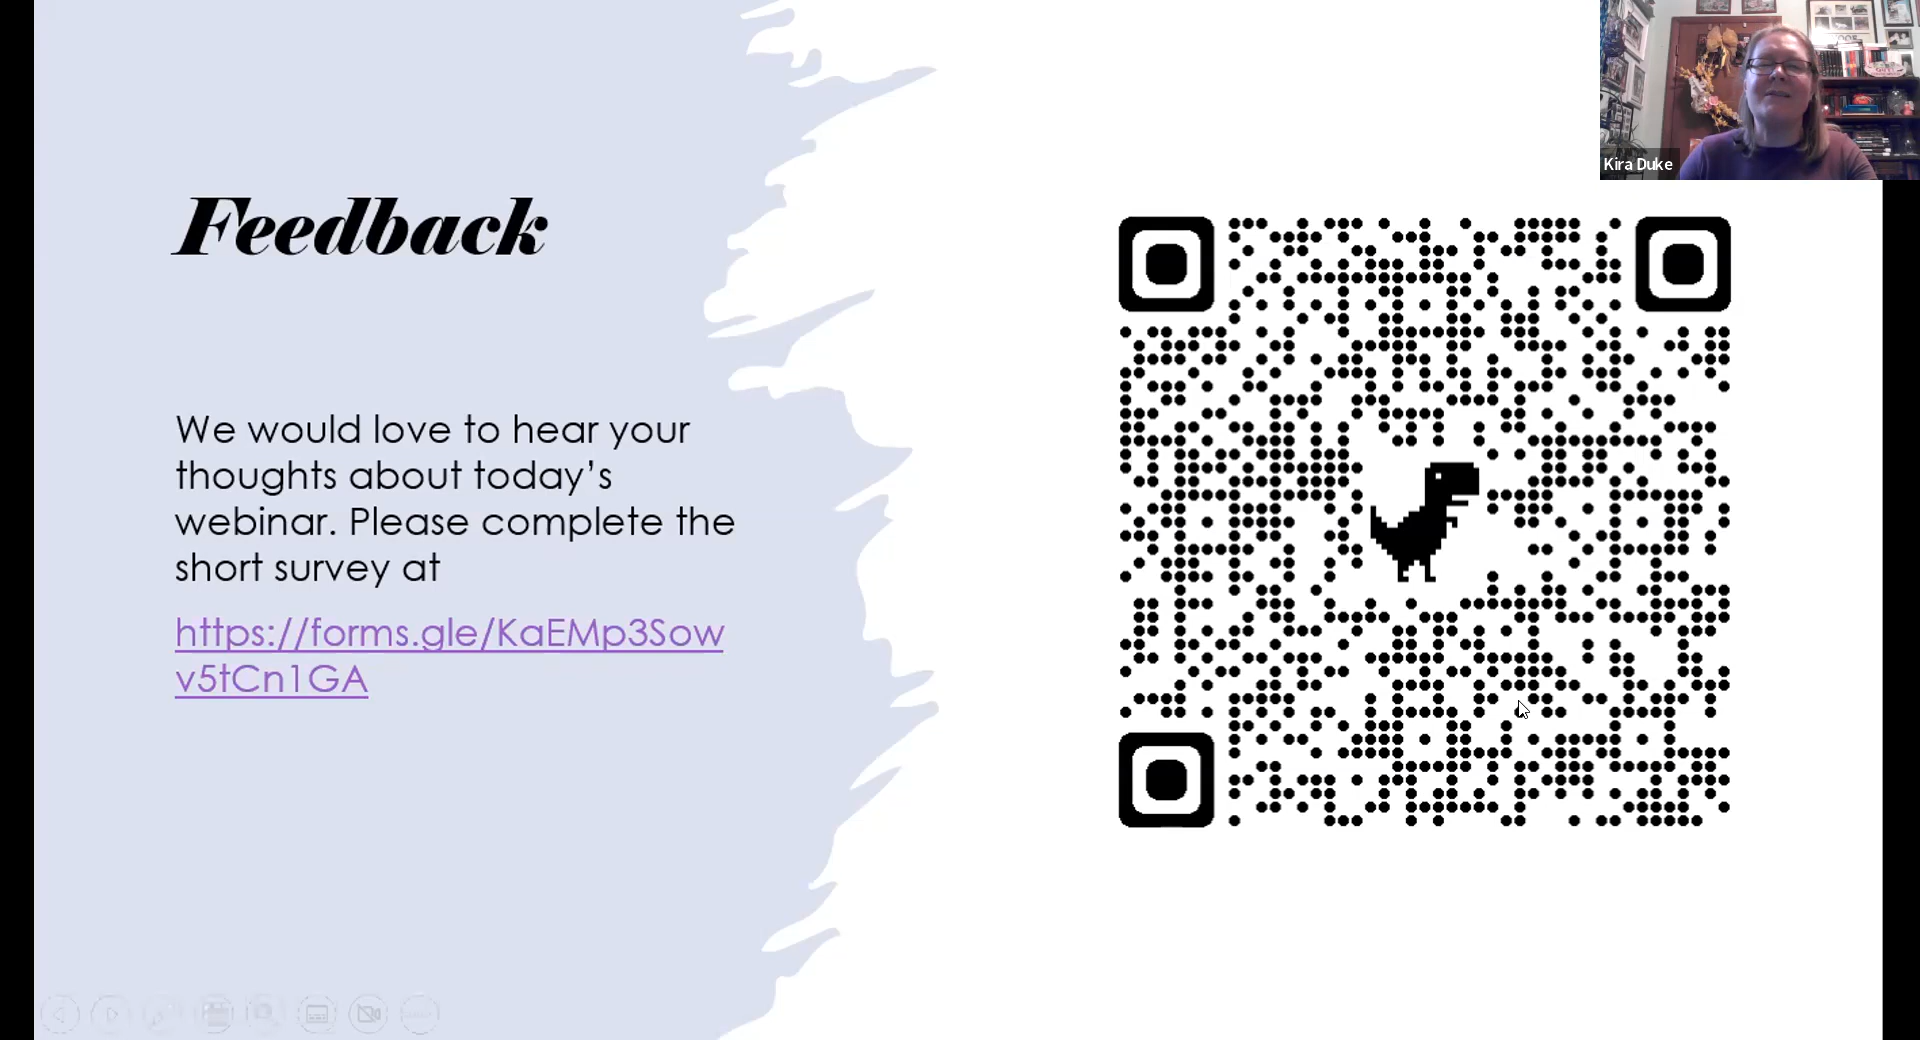 Kira Duke
Feedback
We would love to hear your
thoughts about today’s
webinar. Please complete the
short survey at
https://forms.gle/KaEMp3Sow
v5tCn1GA